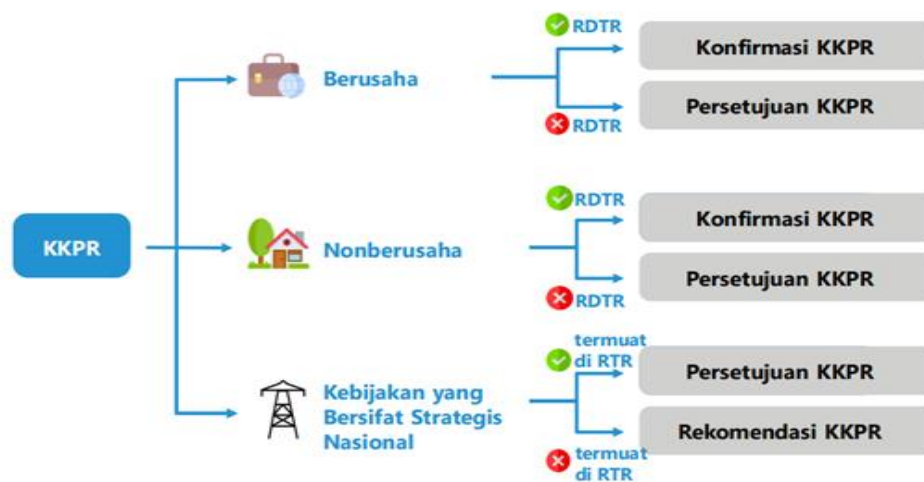 KKPR
Berusaha
RDTR
Konfirmasi KKPR
RDTR
Persetujuan KKPR
Nonberusaha
RDTR
Konfirmasi KKPR
RDTR
Persetujuan KKPR
Kebijakan yang
Bersifat Strategis
Nasional
termuat
di RTR
Persetujuan KKPR
termuat
di RTR
Rekomendasi KKPR